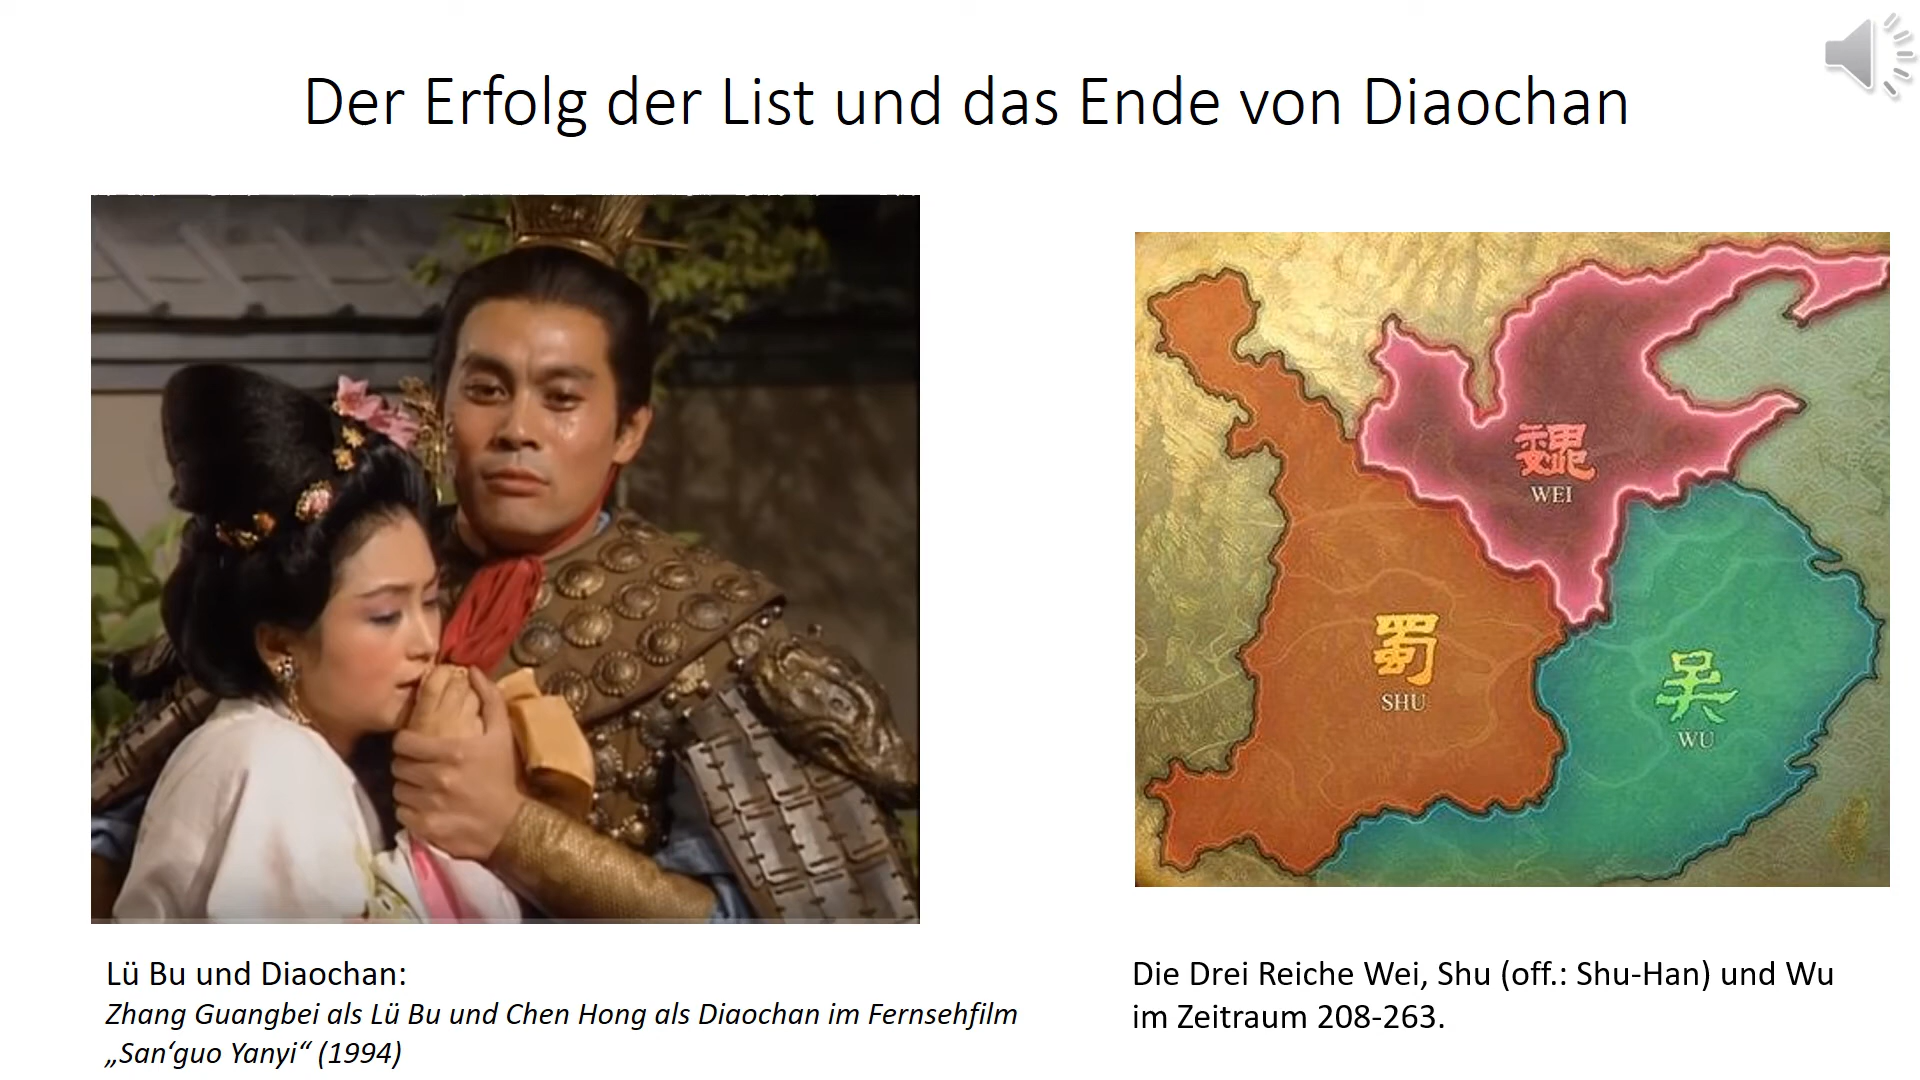 Der Erfolg der List und das Ende von Diaochan
魏
WEI
蜀
SHU
吴
WU
Lü Bu und Diaochan:
Zhang Guangbei als Lü Bu und Chen Hong als Diaochan im Fernsehfilm
„San‘guo Yanyi“ (1994)
Die Drei Reiche Wei, Shu (off.: Shu-Han) und Wu
im Zeitraum 208-263.